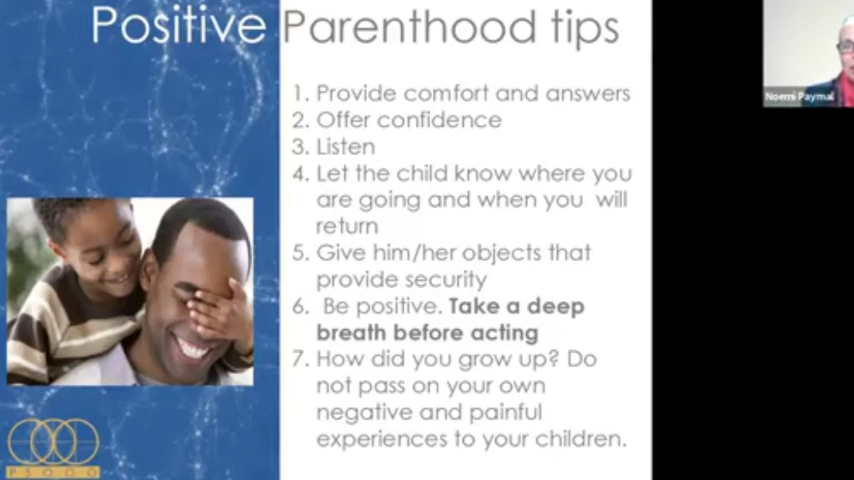 Positive Parenthood tips
1. Provide comfort and answers
2. Offer confidence
3. Listen
4. Let the child know where you
are going and when you will
return
5. Give him/her objects that
provide security
6. Be positive. Take a deep
breath before acting
7. How did you grow up? Do
not pass on your own
negative and painful
experiences to your children.
Noemi Paymal
P3000